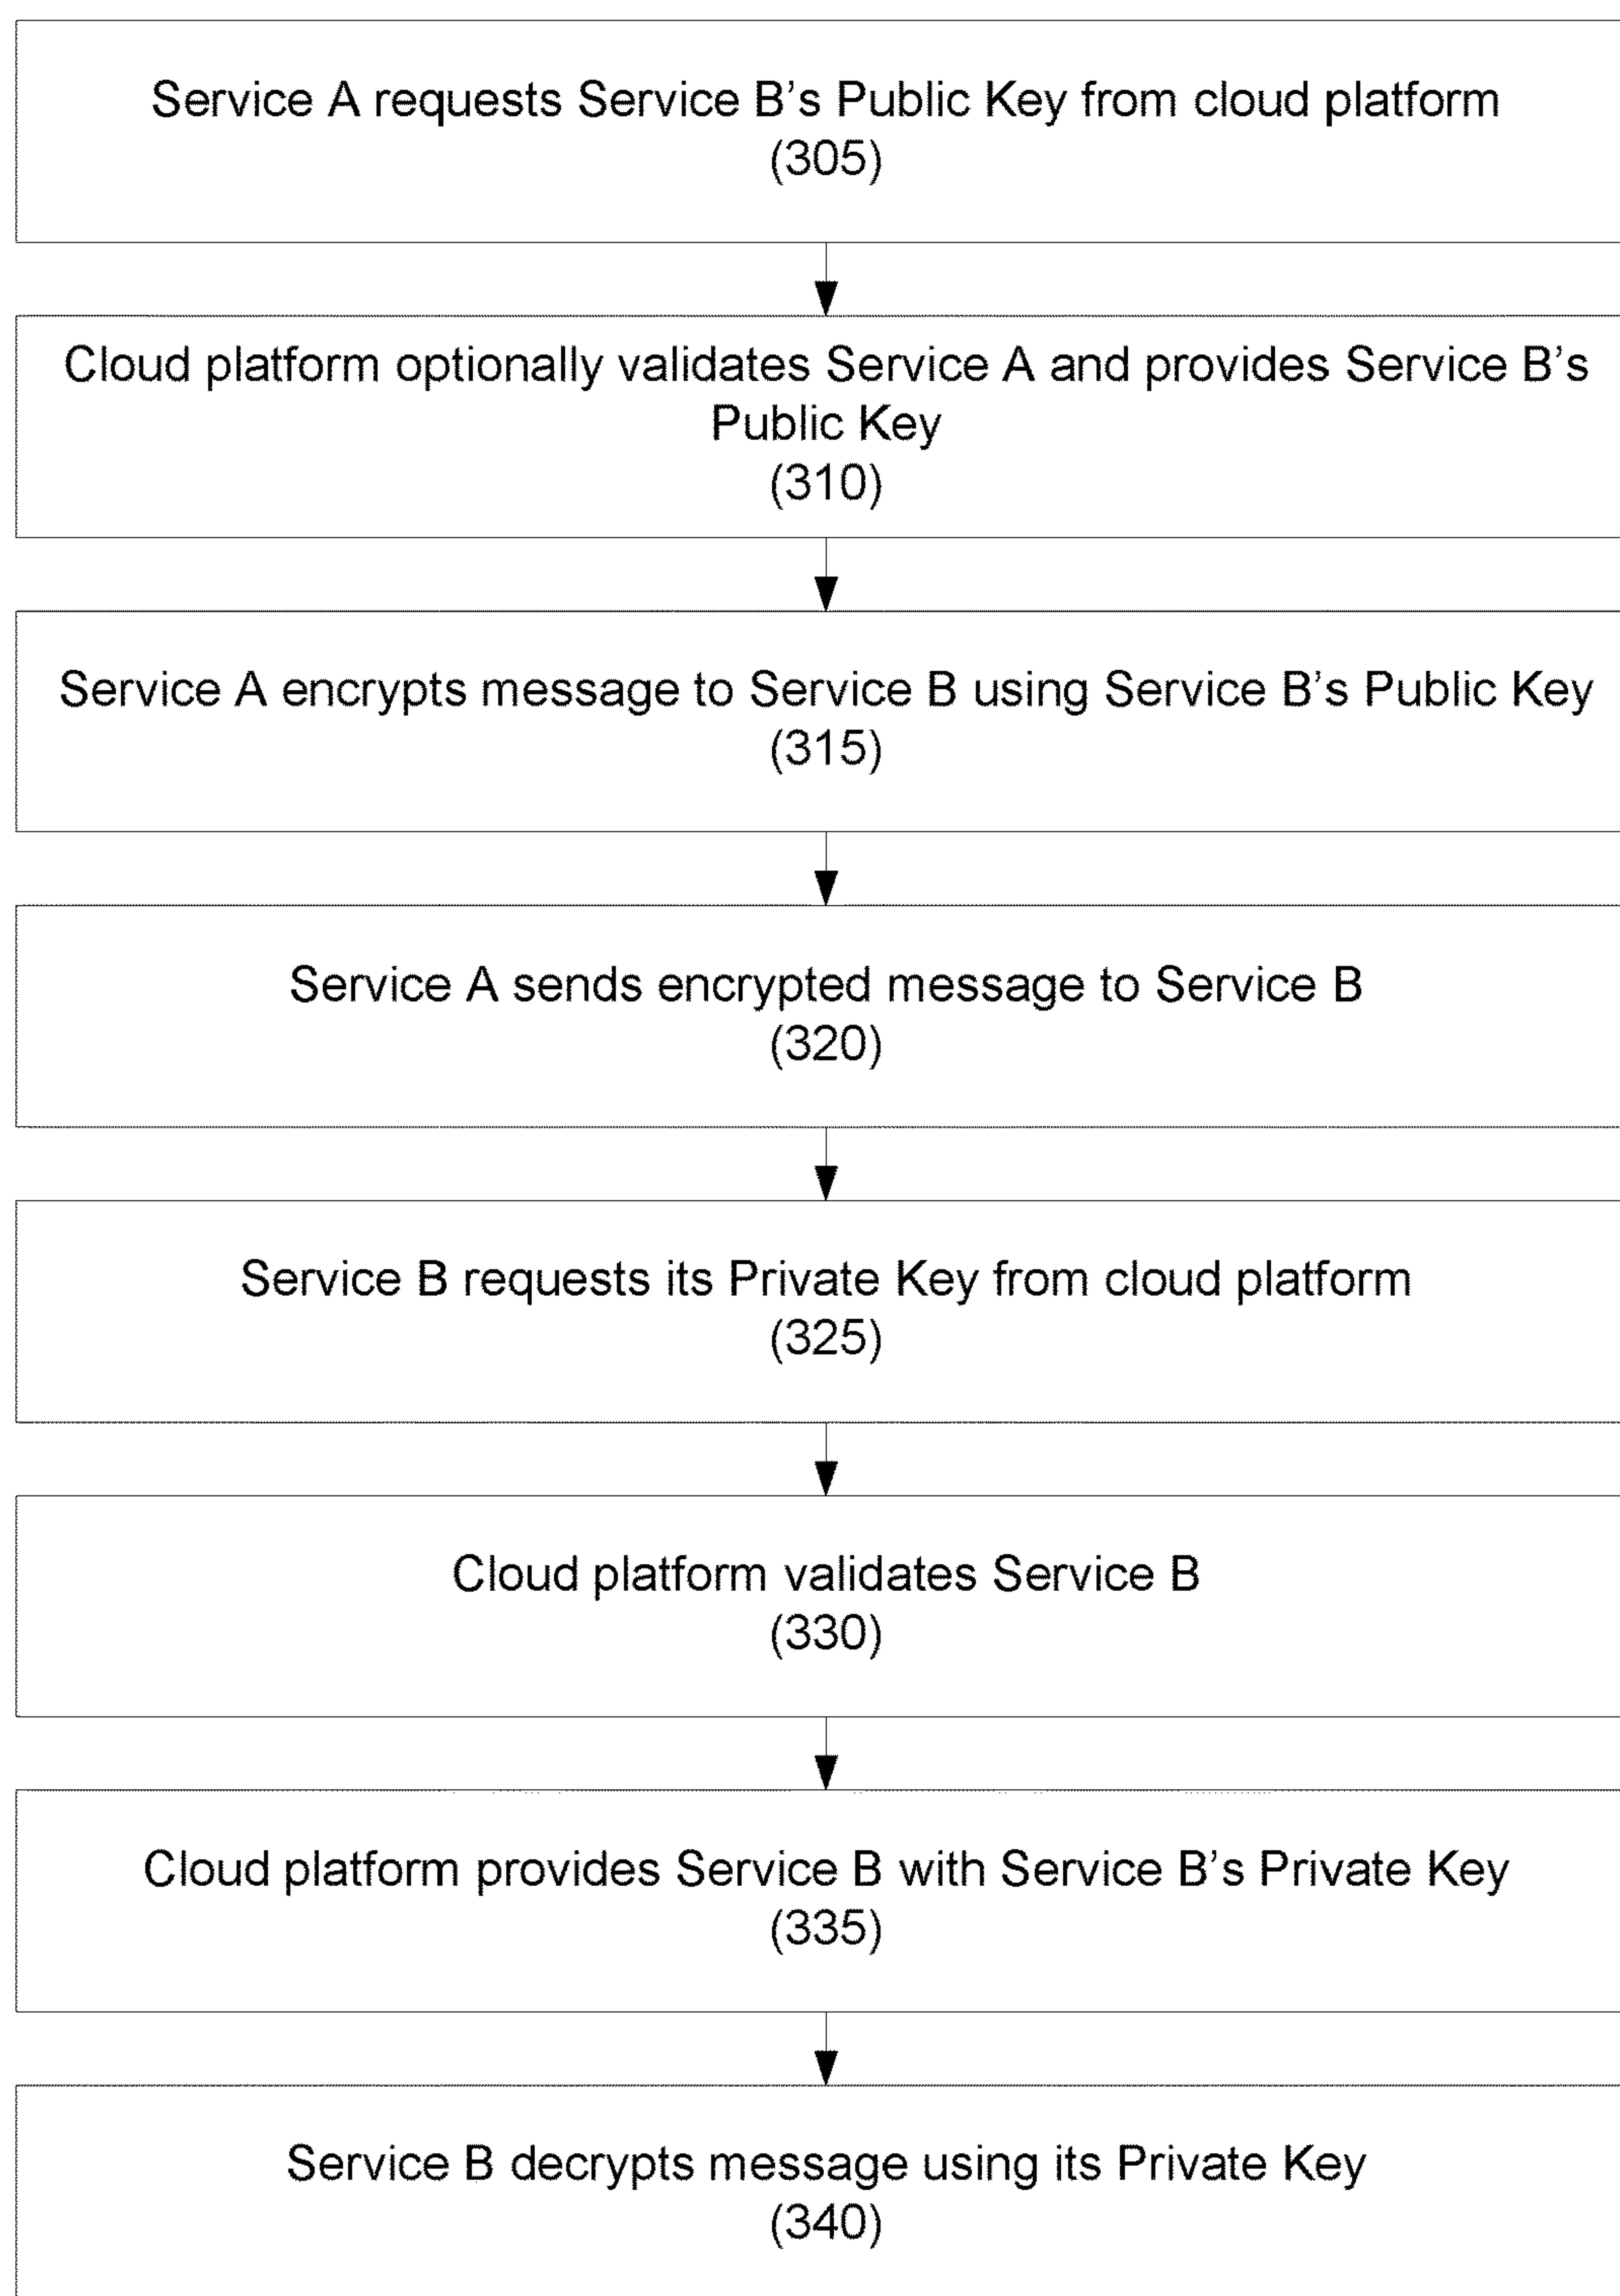 Service A requests Service B’s Public Key from cloud platform
(305)
Cloud platform optionally validates Service A and provides Service B’s
Public Key
(310)
Service A encrypts message to Service B using Service B’s Public Key
(315)
Service A sends encrypted message to Service B
(320)
Service B requests its Private Key from cloud platform
(325)
Cloud platform validates Service B
(330)
Cloud platform provides Service B with Service B’s Private Key
(335)
Service B decrypts message using its Private Key
(340)